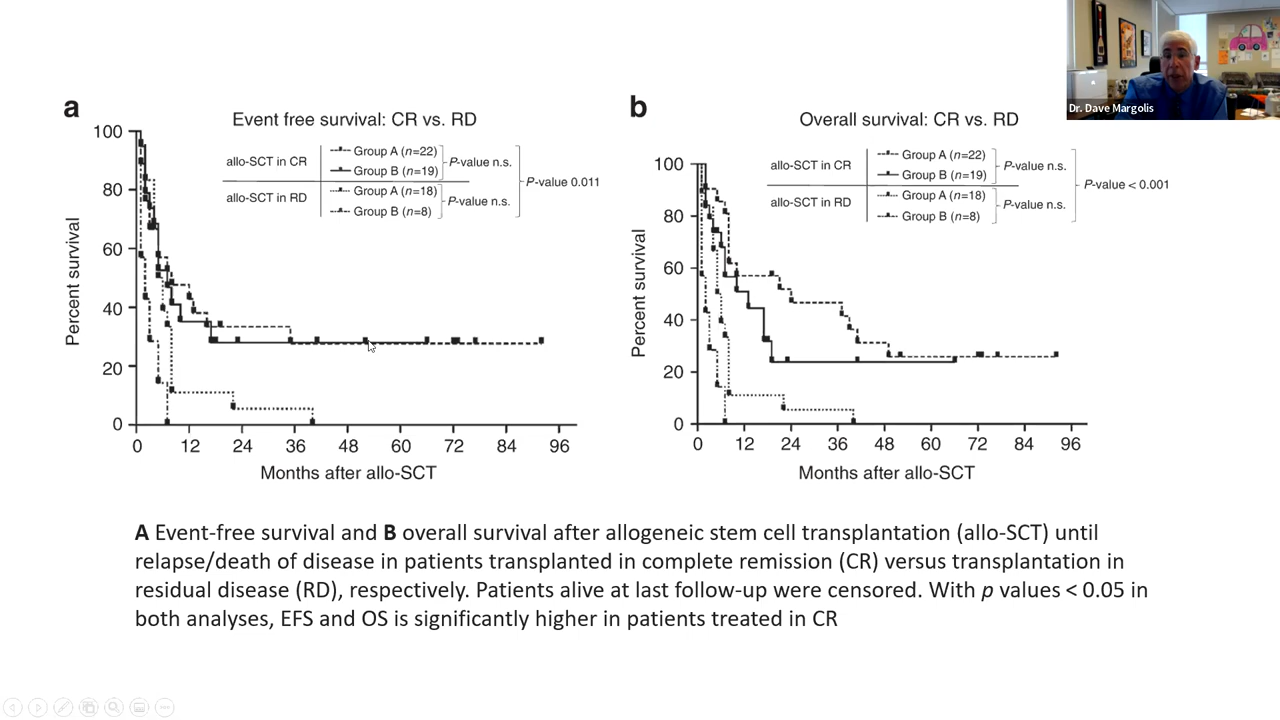 Dr. Dave Margolis
a
Event free survival: CR vs. RD
allo-SCT in CR
Group A (n=22)
Group B (n=19)
P-value n.s.
allo-SCT in RD
Group A (n=18)
Group B (n=8)
P-value n.s.
P-value 0.011
Percent survival
100
80
60
40
20
0
0 12 24 36 48 60 72 84 96
Months after allo-SCT
b
Overall survival: CR vs. RD
allo-SCT in CR
Group A (n=22)
Group B (n=19)
P-value n.s.
allo-SCT in RD
Group A (n=18)
Group B (n=8)
P-value n.s.
P-value < 0.001
Percent survival
100
80
60
40
20
0
0 12 24 36 48 60 72 84 96
Months after allo-SCT
A Event-free survival and B overall survival after allogeneic stem cell transplantation (allo-SCT) until
relapse/death of disease in patients transplanted in complete remission (CR) versus transplantation in
residual disease (RD), respectively. Patients alive at last follow-up were censored. With p values < 0.05 in
both analyses, EFS and OS is significantly higher in patients treated in CR